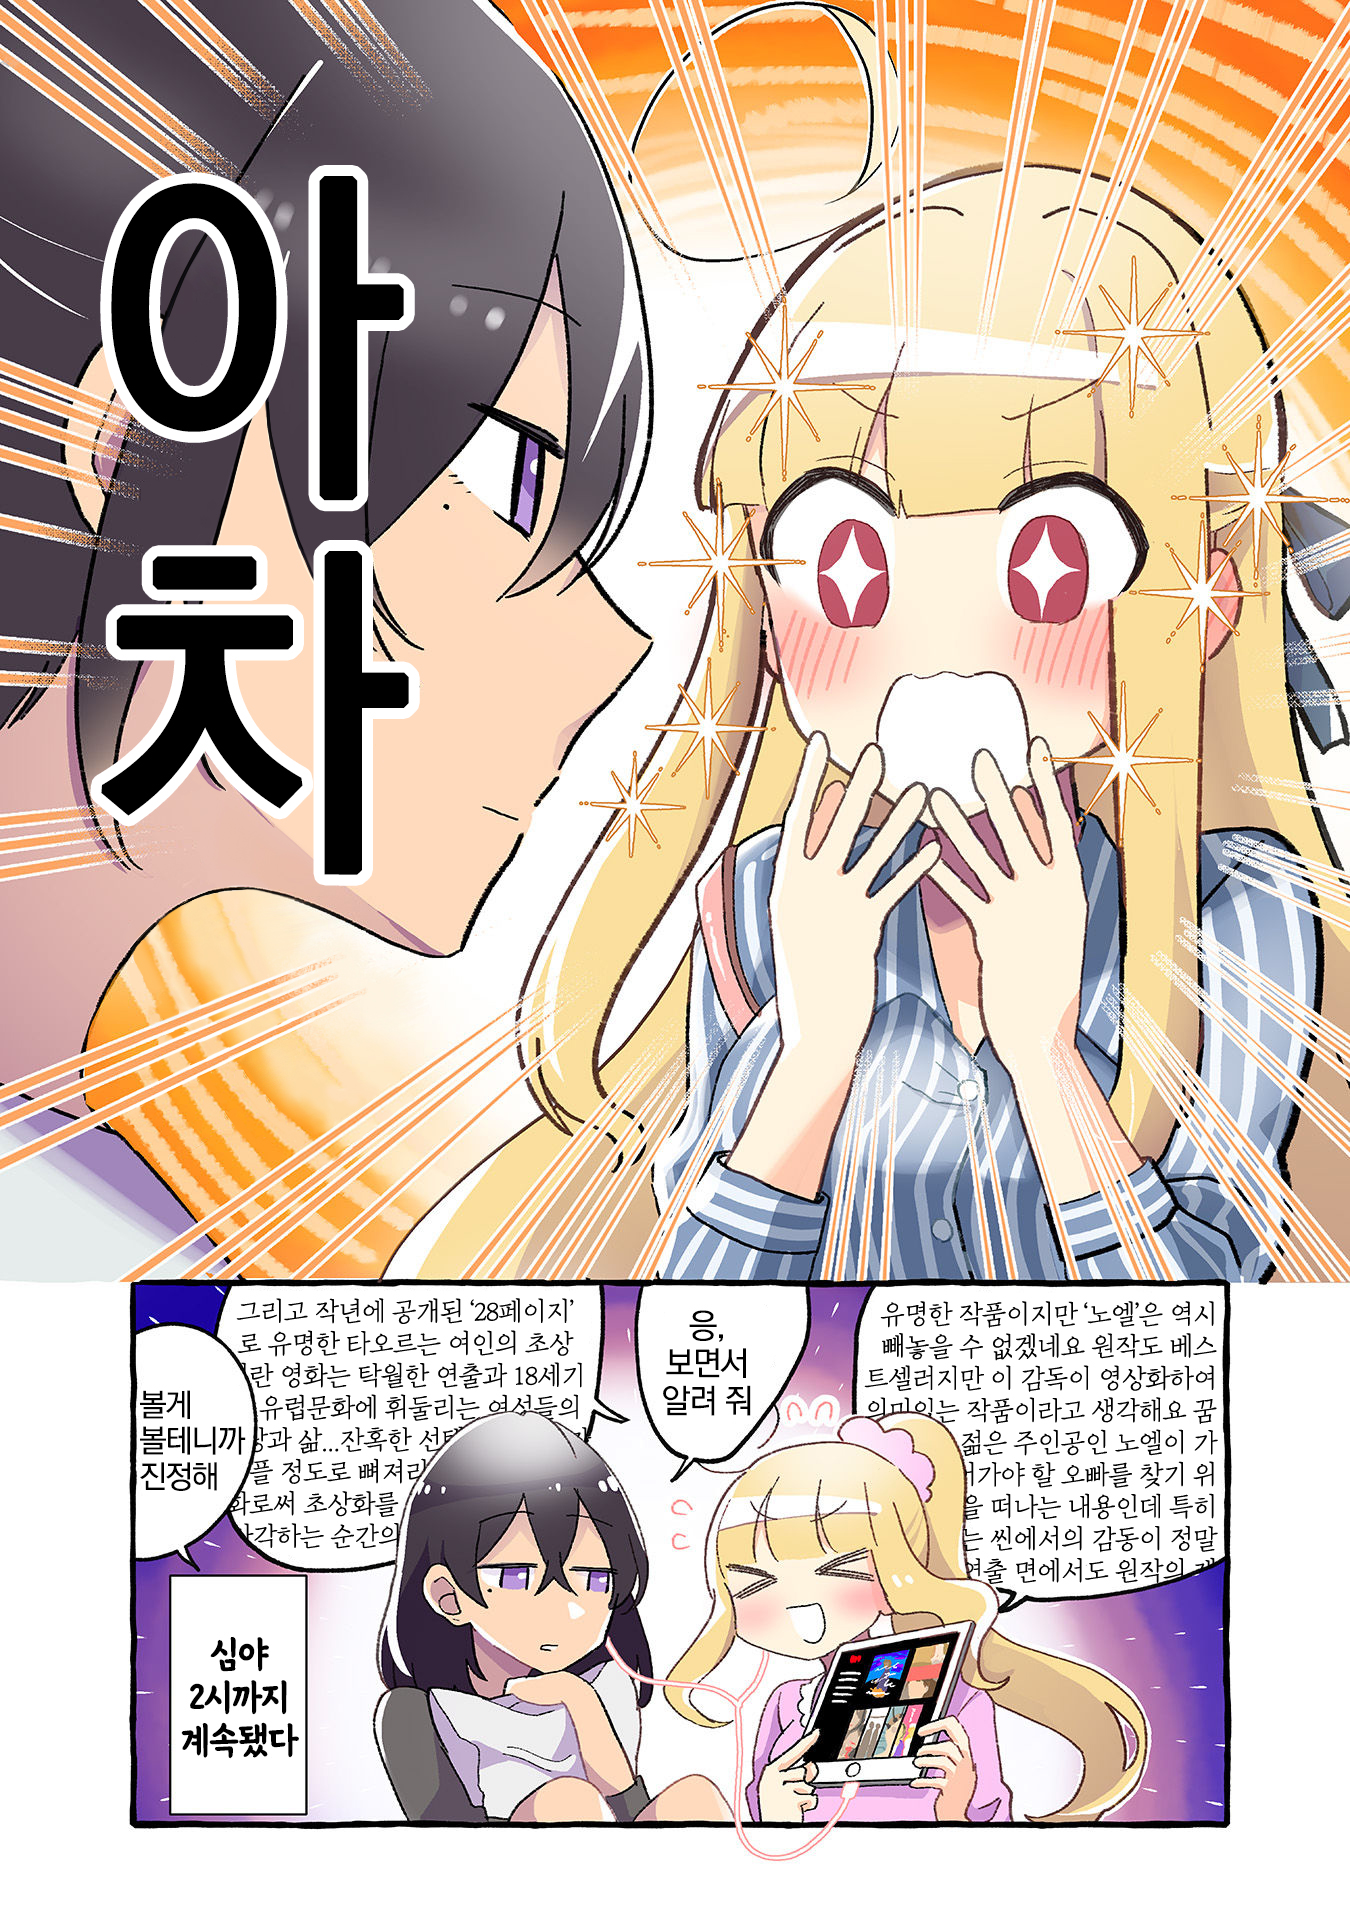 아
차
유명한 작품이지만 ‘노엘’은 역시
빼놓을 수 없겠네요 원작도 베스
트셀러지만 이 감독이 영상화하여
의미있는 작품이라고 생각해요 꿈
젊은 주인공인 노엘이 가
가야 할 오빠를 찾기 위
을 떠나는 내용인데 특히
는 씬에서의 감동이 정말
연출 면에서도 원작의
응,
보면서
알려 줘
그리고 작년에 공개된 ‘28페이지’
로 유명한 타오르는 여인의 초상
란 영화는 탁월한 연출과 18세기
유럽문화에 휘둘리는 여성들의
과 삶...잔혹한 선택
플 정도로 뼈저리
화로써 초상화를
각하는 순간의
볼게
볼테니까
진정해
심야
2시까지
계속됐다